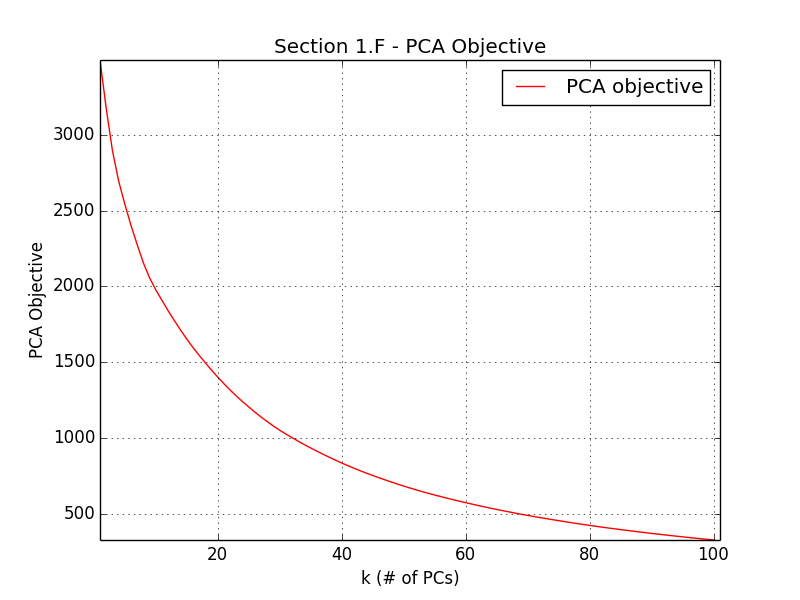 Section 1.F - PCA Objective
PCA objective
3000
2500
2000
1500
1000
500
PCA Objective
20 40 60 80 100
k (# of PCs)